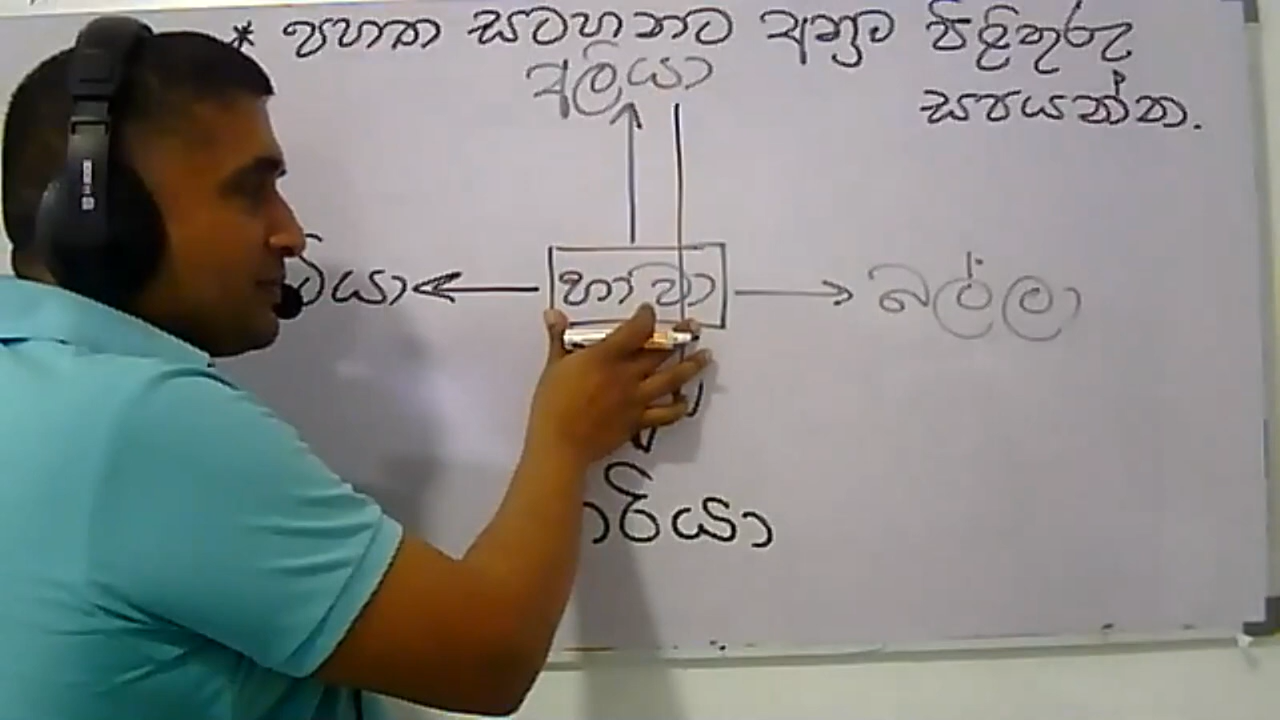 * පහත සටහනට අනුව පිළිතුරු
සපයන්න.
අලියා
හාවා
බල්ලා